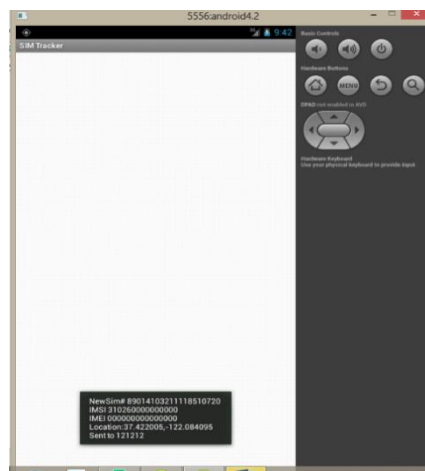 5556:android4.2
9:42
SIM Tracker
Basic Controls
Hardware Buttons
MENU
DPAD not enabled in AVD
Hardware Keyboard
Use your physical keyboard to provide input
NewSim# 89014103211118510720
IMSI 310260000000000
IMEI 000000000000000
Location:37.422005,-122.084095
Sent to 121212